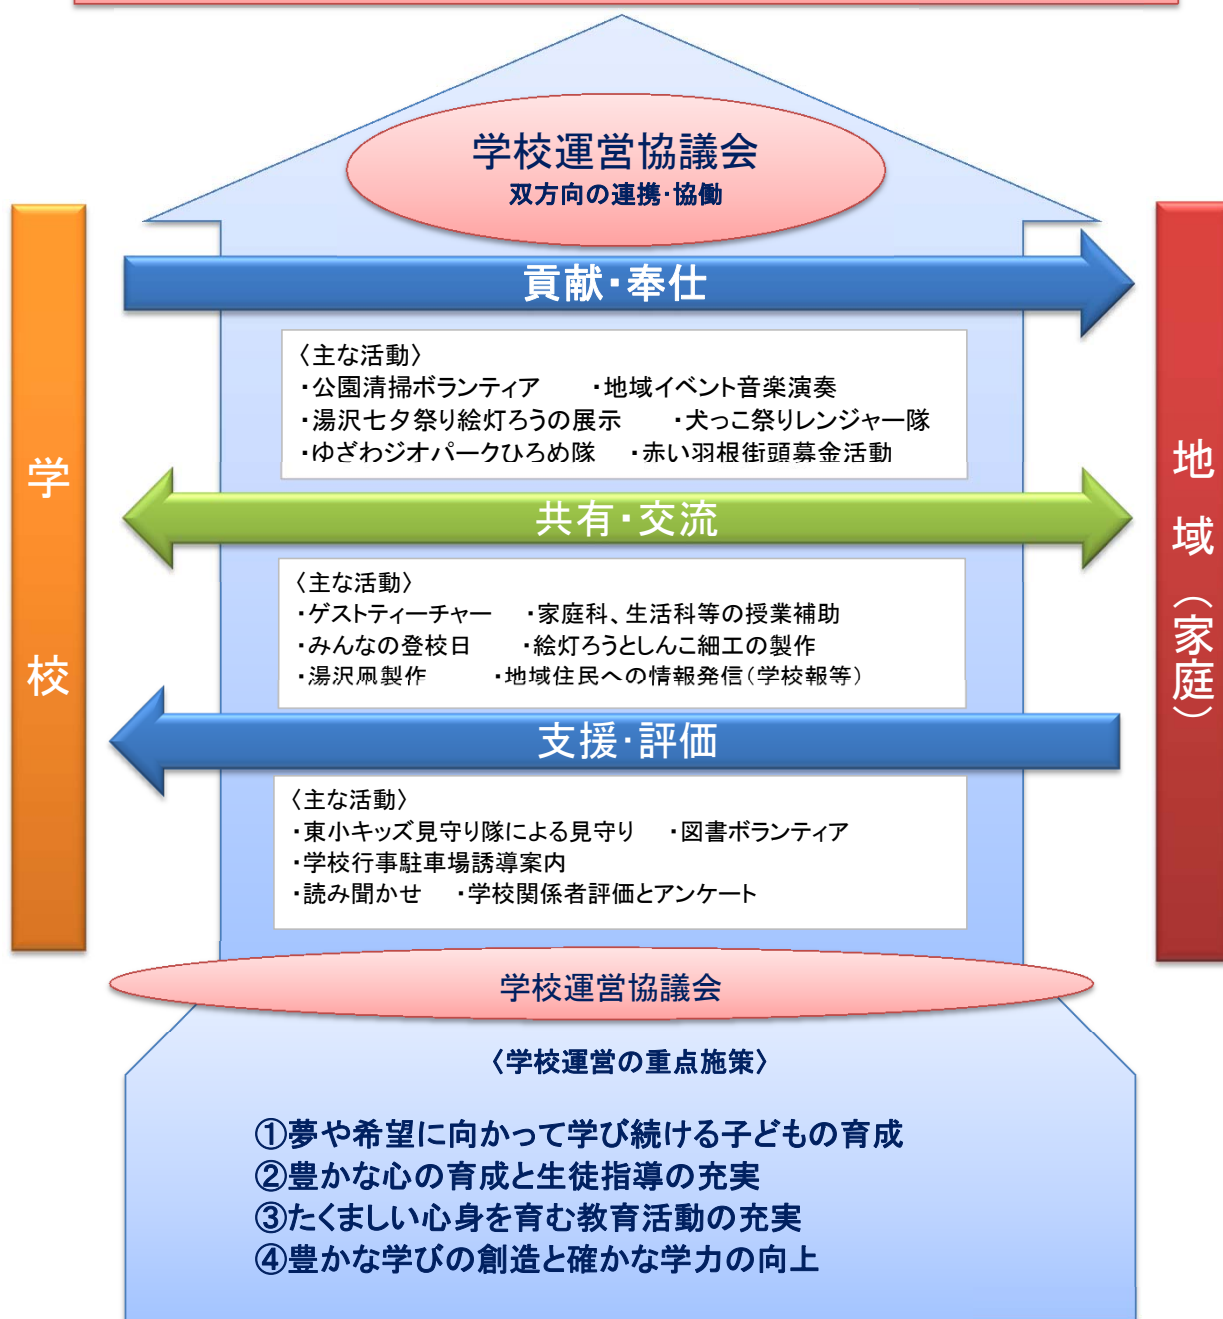 学校運営協議会
双方向の連携・協働
貢献・奉仕
〈主な活動〉
・公園清掃ボランティア ・地域イベント音楽演奏
・湯沢七夕祭り絵灯ろうの展示 ・犬っこ祭りレンジャー隊
・ゆざわジオパークひろめ隊 ・赤い羽根街頭募金活動
学校
地域（家庭）
共有・交流
〈主な活動〉
・ゲストティーチャー ・家庭科、生活科等の授業補助
・みんなの登校日 ・絵灯ろうとしんこ細工の製作
・湯沢凧製作 ・地域住民への情報発信（学校報等）
支援・評価
〈主な活動〉
・東小キッズ見守り隊による見守り ・図書ボランティア
・学校行事駐車場誘導案内
・読み聞かせ ・学校関係者評価とアンケート
学校運営協議会
〈学校運営の重点施策〉
①夢や希望に向かって学び続ける子どもの育成
②豊かな心の育成と生徒指導の充実
③たくましい心身を育む教育活動の充実
④豊かな学びの創造と確かな学力の向上